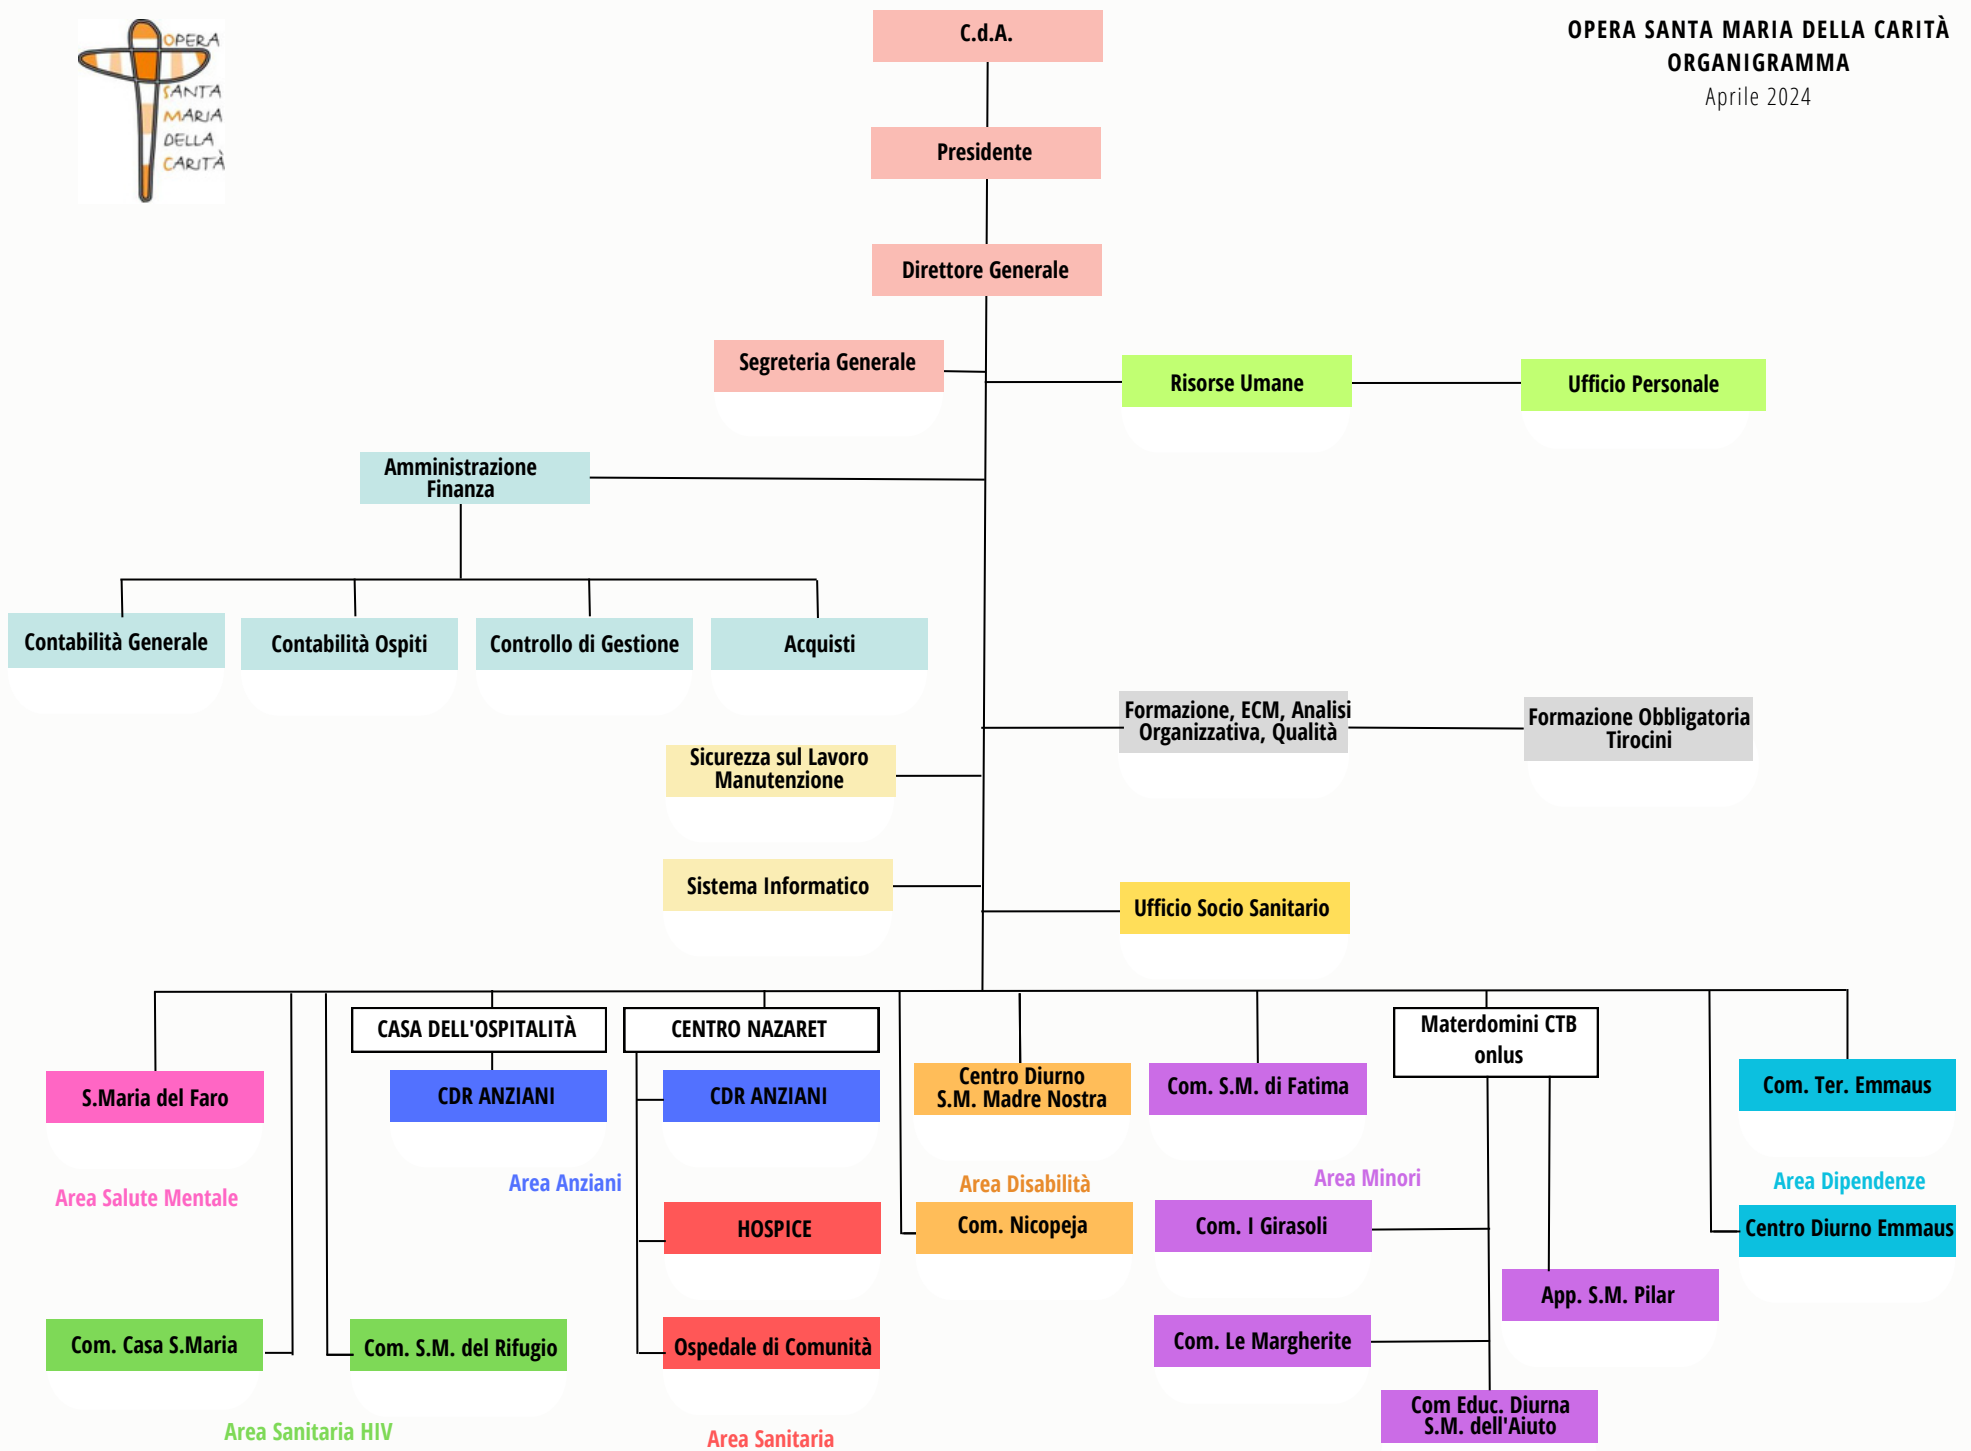 OPERA
SANTA
MARIA
DELLA
CARITÀ
C.d.A.
OPERA SANTA MARIA DELLA CARITÀ
ORGANIGRAMMA
Aprile 2024
Presidente
Direttore Generale
Segreteria Generale
Risorse Umane
Ufficio Personale
Amministrazione
Finanza
Contabilità Generale
Contabilità Ospiti
Controllo di Gestione
Acquisti
Formazione, ECM, Analisi
Organizzativa, Qualità
Formazione Obbligatoria
Tirocini
Sicurezza sul Lavoro
Manutenzione
Sistema Informatico
Ufficio Socio Sanitario
CASA DELL'OSPITALITÀ
CENTRO NAZARET
Materdomini CTB
onlus
S.Maria del Faro
CDR ANZIANI
CDR ANZIANI
Centro Diurno
S.M. Madre Nostra
Com. S.M. di Fatima
Com. Ter. Emmaus
Area Salute Mentale
Area Anziani
Area Disabilità
Area Minori
Area Dipendenze
HOSPICE
Com. Nicopeja
Com. I Girasoli
Centro Diurno Emmaus
App. S.M. Pilar
Com. Casa S.Maria
Com. S.M. del Rifugio
Ospedale di Comunità
Com. Le Margherite
Com Educ. Diurna
S.M. dell'Aiuto
Area Sanitaria HIV
Area Sanitaria